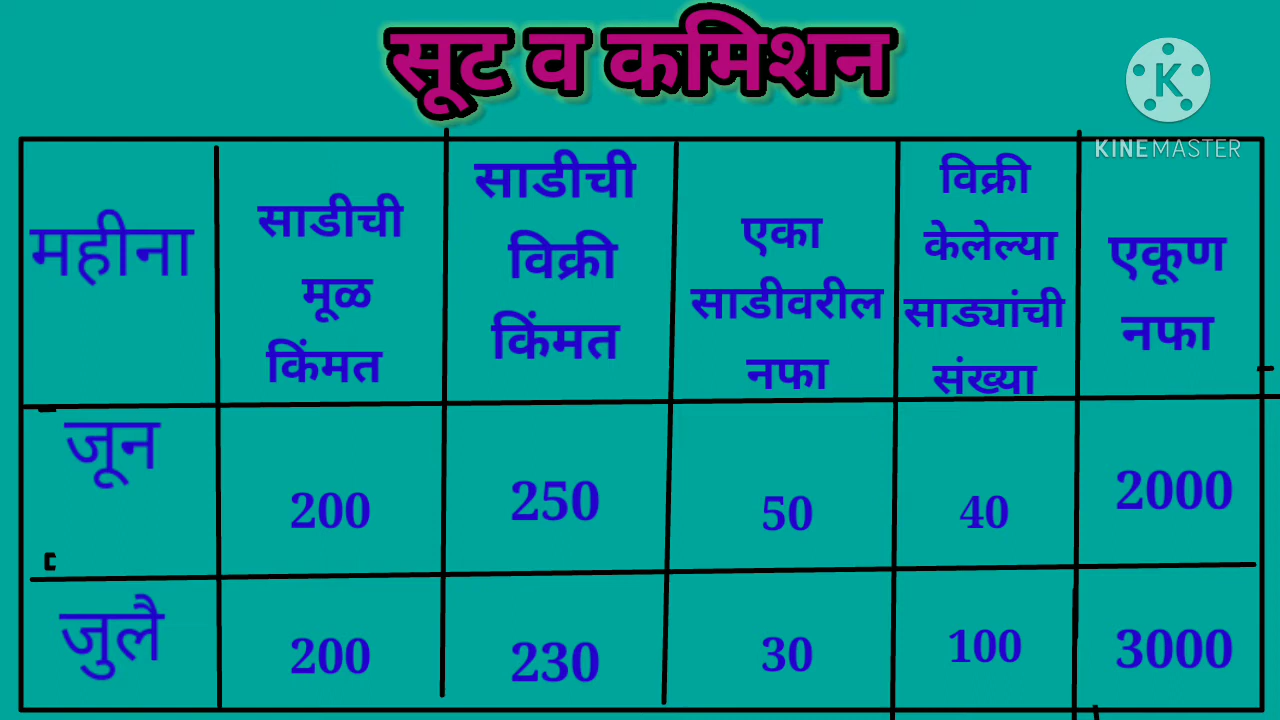 सूट व कमिशन
K
KINEMASTER
महीना
साडीची
मूळ
किंमत
साडीची
विक्री
किंमत
एका
साडीवरील
नफा
विक्री
केलेल्या
साड्यांची
संख्या
एकूण
नफा
जून
200
250
50
40
2000
जुलै
200
230
30
100
3000